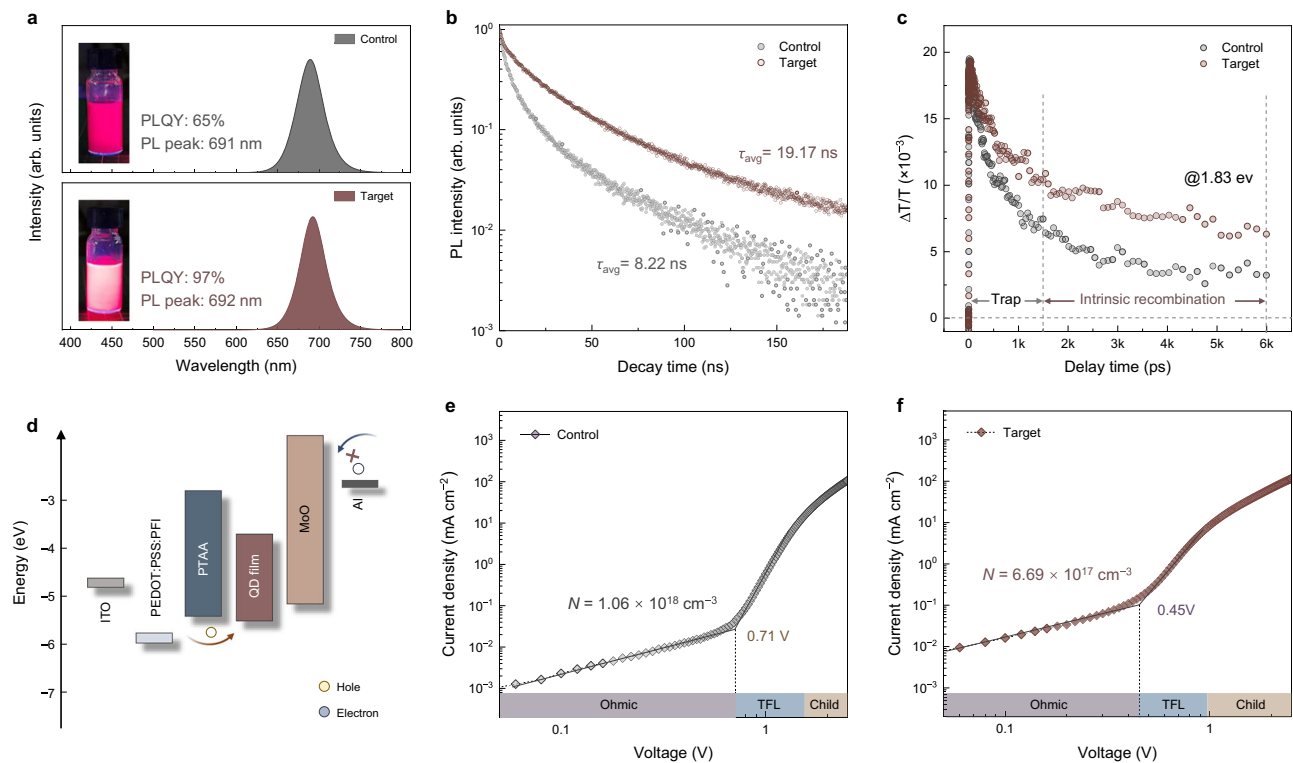 a
Control
PLQY: 65%
PL peak: 691 nm
Target
PLQY: 97%
PL peak: 692 nm
Intensity (arb. units)
400 450 500 550 600 650 700 750 800
Wavelength (nm)
b
Control
Target
τavg= 19.17 ns
τavg= 8.22 ns
PL intensity (arb. units)
10⁰
10⁻¹
10⁻²
10⁻³
0 50 100 150
Decay time (ns)
c
Control
Target
@1.83 ev
Trap
Intrinsic recombination
ΔT/T (×10⁻³)
20
15
10
5
0
0 1k 2k 3k 4k 5k 6k
Delay time (ps)
d
Energy (eV)
−3
−4
−5
−6
−7
ITO
PEDOT:PSS:PFI
PTAA
QD film
MoO
Al
Hole
Electron
e
Control
N = 1.06 × 10¹⁸ cm⁻³
0.71 V
Ohmic TFL Child
Current density (mA cm⁻²)
10³
10²
10¹
10⁰
10⁻¹
10⁻²
10⁻³
0.1 1
Voltage (V)
f
Target
N = 6.69 × 10¹⁷ cm⁻³
0.45V
Ohmic TFL Child
Current density (mA cm⁻²)
10³
10²
10¹
10⁰
10⁻¹
10⁻²
10⁻³
0.1 1
Voltage (V)